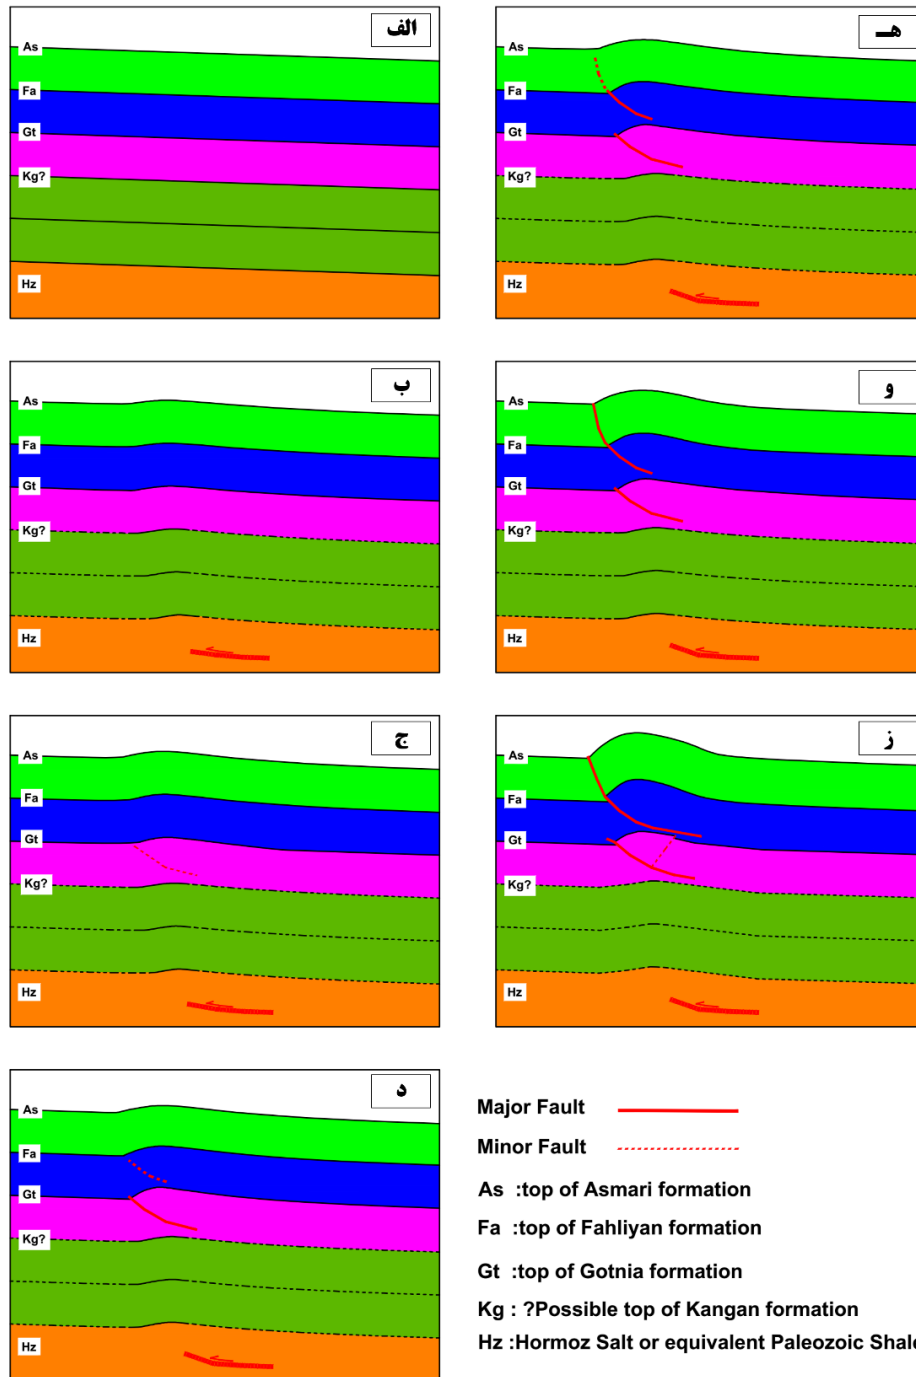 الف
As
Fa
Gt
Kg?
Hz
هـ
As
Fa
Gt
Kg?
Hz
ب
As
Fa
Gt
Kg?
Hz
و
As
Fa
Gt
Kg?
Hz
ج
As
Fa
Gt
Kg?
Hz
ز
As
Fa
Gt
Kg?
Hz
د
As
Fa
Gt
Kg?
Hz
Major Fault
Minor Fault
As :top of Asmari formation
Fa :top of Fahliyan formation
Gt :top of Gotnia formation
Kg : ?Possible top of Kangan formation
Hz :Hormoz Salt or equivalent Paleozoic Shale